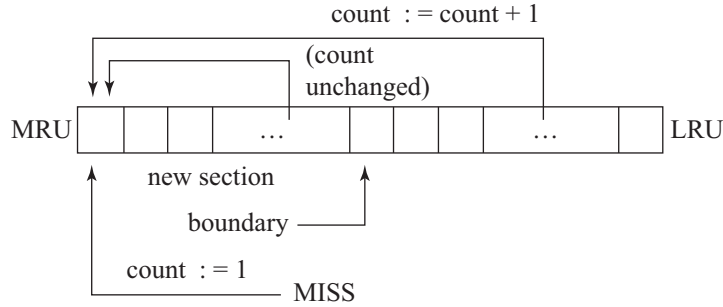 count : = count + 1
(count
unchanged)
MRU
...
...
LRU
new section
boundary
count : = 1
MISS